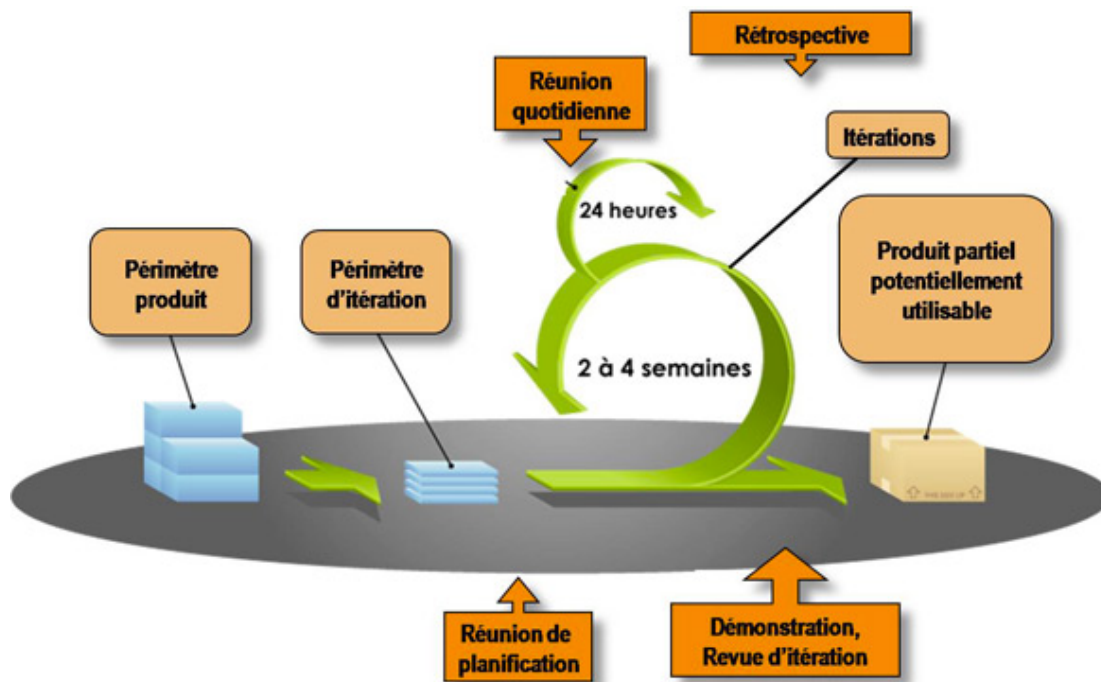 Rétrospective
Réunion
quotidienne
Itérations
24 heures
Périmètre
produit
Périmètre
d'itération
Produit partiel
potentiellement
utilisable
2 à 4 semaines
Réunion de
planification
Démonstration,
Revue d'itération